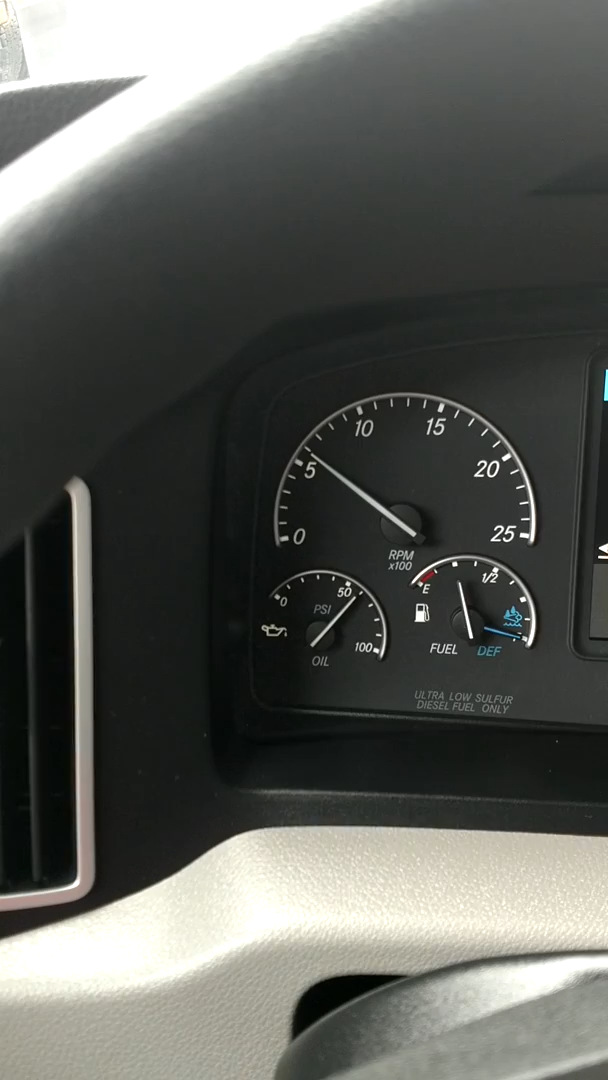 10
15
5
20
0
25
RPM
x100
0
50
PSI
100
OIL
E
1/2
FUEL
DEF
ULTRA LOW SULFUR
DIESEL FUEL ONLY